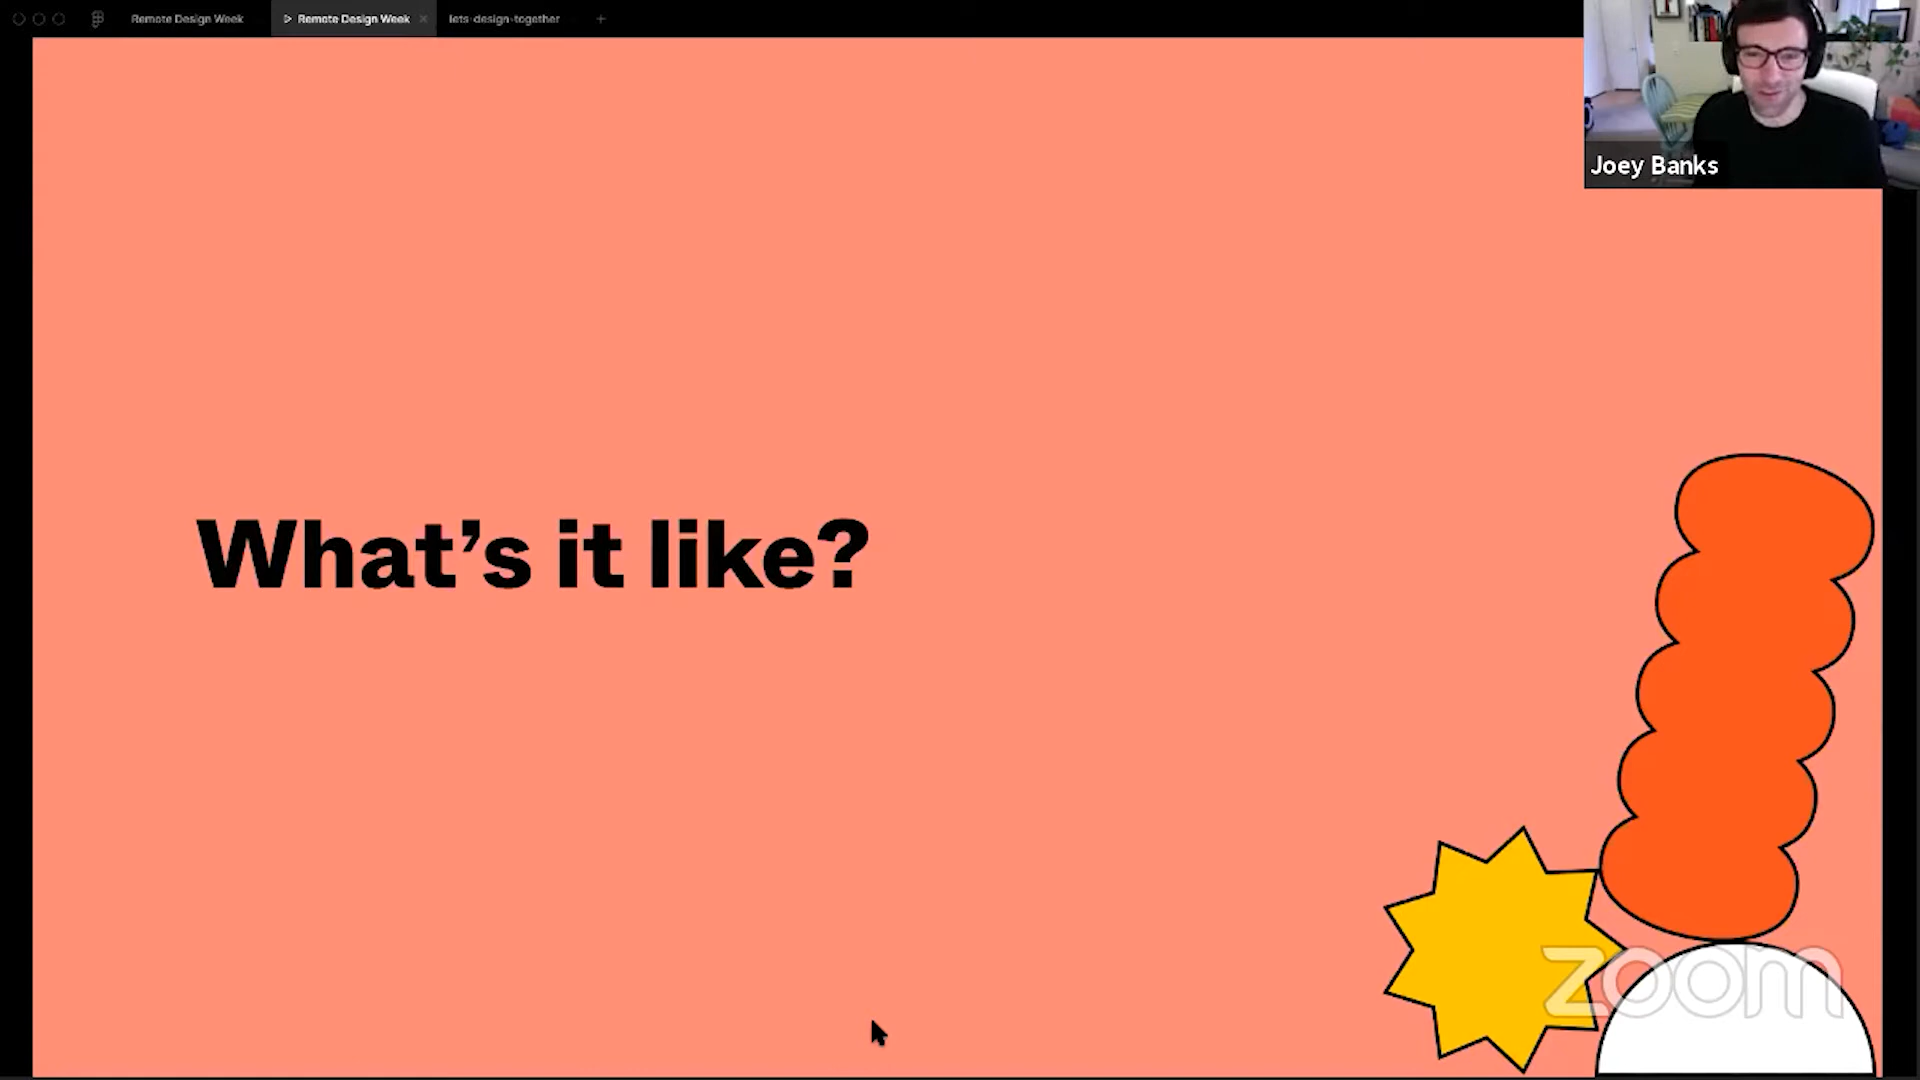 Remote Design Week
Remote Design Week
lets-design-together
Joey Banks
What’s it like?
zoom